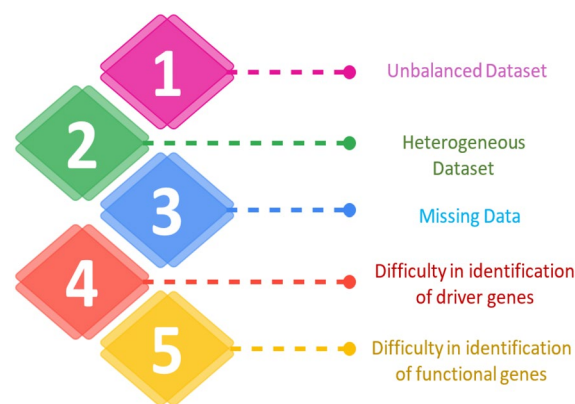 1
Unbalanced Dataset
2
Heterogeneous
Dataset
3
Missing Data
4
Difficulty in identification
of driver genes
5
Difficulty in identification
of functional genes